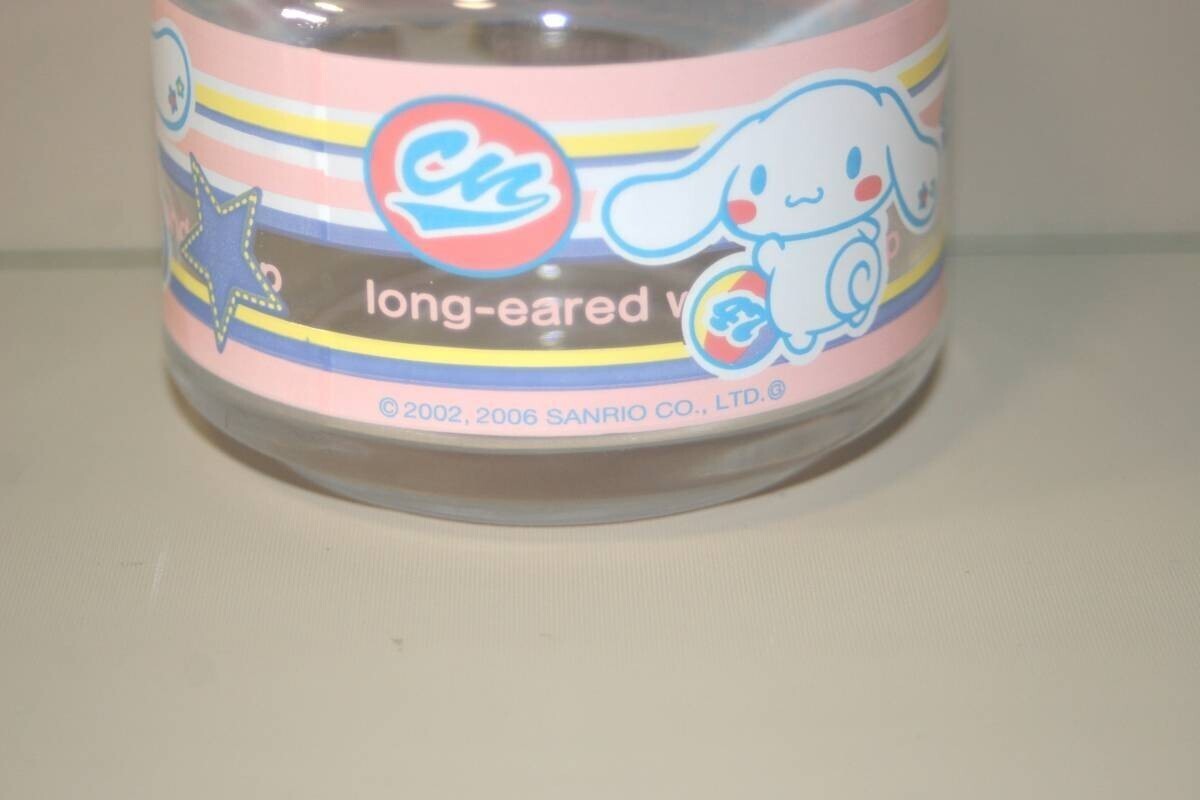 cn
long-eared
© 2002, 2006 SANRIO CO., LTD. Ⓖ